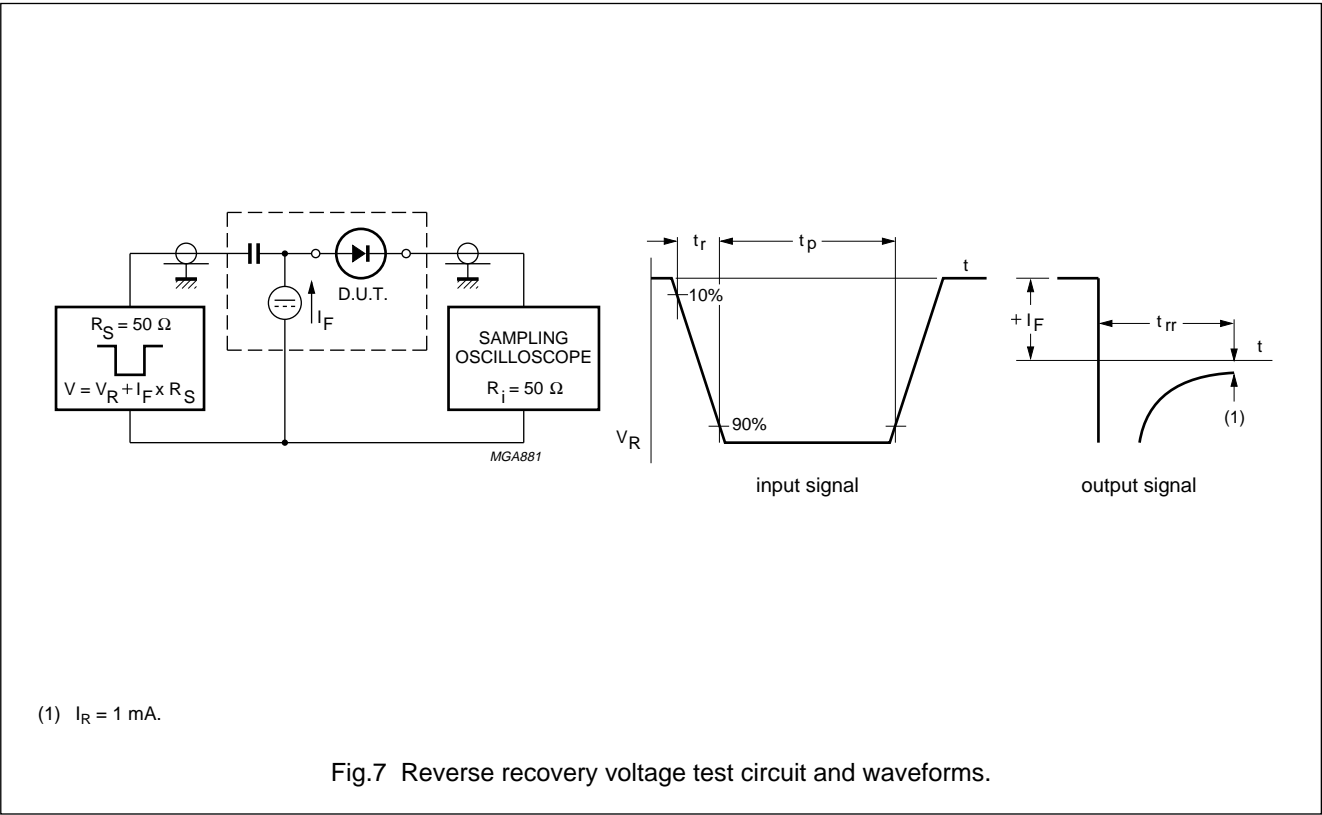 R_S = 50 Ω
V = V_R + I_F x R_S
D.U.T.
I_F
SAMPLING
OSCILLOSCOPE
R_i = 50 Ω
MGA881
t_r
t_p
t
10%
90%
V_R
input signal
+ I_F
t_rr
t
(1)
output signal
(1) I_R = 1 mA.
Fig.7 Reverse recovery voltage test circuit and waveforms.